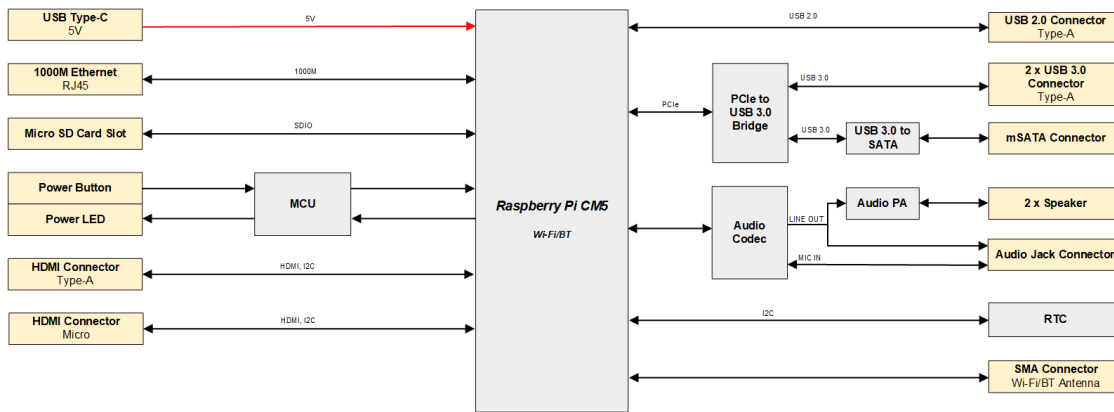 USB Type-C
5V
5V
1000M Ethernet
RJ45
1000M
Micro SD Card Slot
SDIO
Power Button
Power LED
MCU
HDMI Connector
Type-A
HDMI, I2C
HDMI Connector
Micro
HDMI, I2C
Raspberry Pi CM5
Wi-Fi/BT
USB 2.0
USB 2.0 Connector
Type-A
PCIe
PCIe to
USB 3.0
Bridge
USB 3.0
2 x USB 3.0
Connector
Type-A
USB 3.0
USB 3.0 to
SATA
mSATA Connector
Audio
Codec
LINE OUT
Audio PA
2 x Speaker
MIC IN
Audio Jack Connector
I2C
RTC
SMA Connector
Wi-Fi/BT Antenna